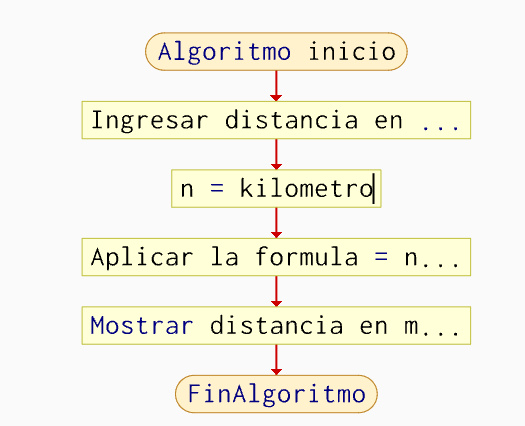 Algoritmo inicio
Ingresar distancia en ...
n = kilometro
Aplicar la formula = n...
Mostrar distancia en m...
FinAlgoritmo